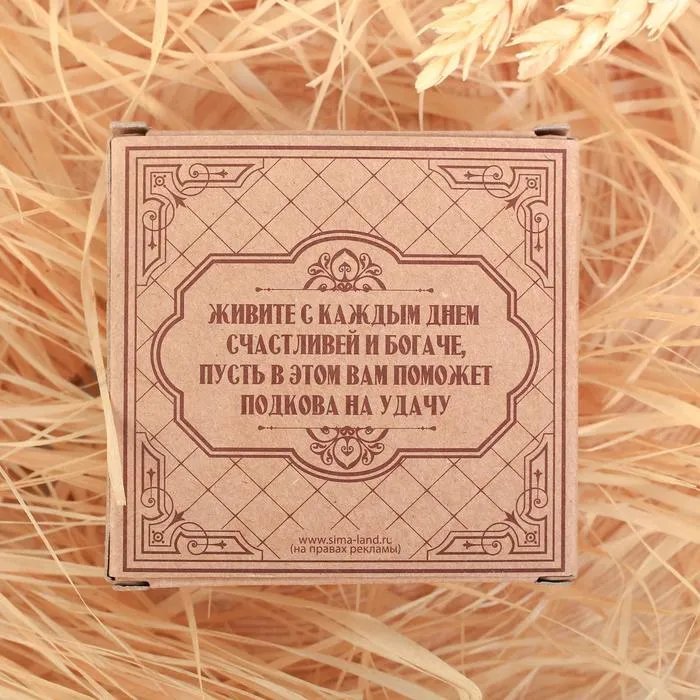 ЖИВИТЕ С КАЖДЫМ ДНЕМ
СЧАСТЛИВЕЙ И БОГАЧЕ,
ПУСТЬ В ЭТОМ ВАМ ПОМОЖЕТ
ПОДКОВА НА УДАЧУ
www.sima-land.ru
(на правах рекламы)